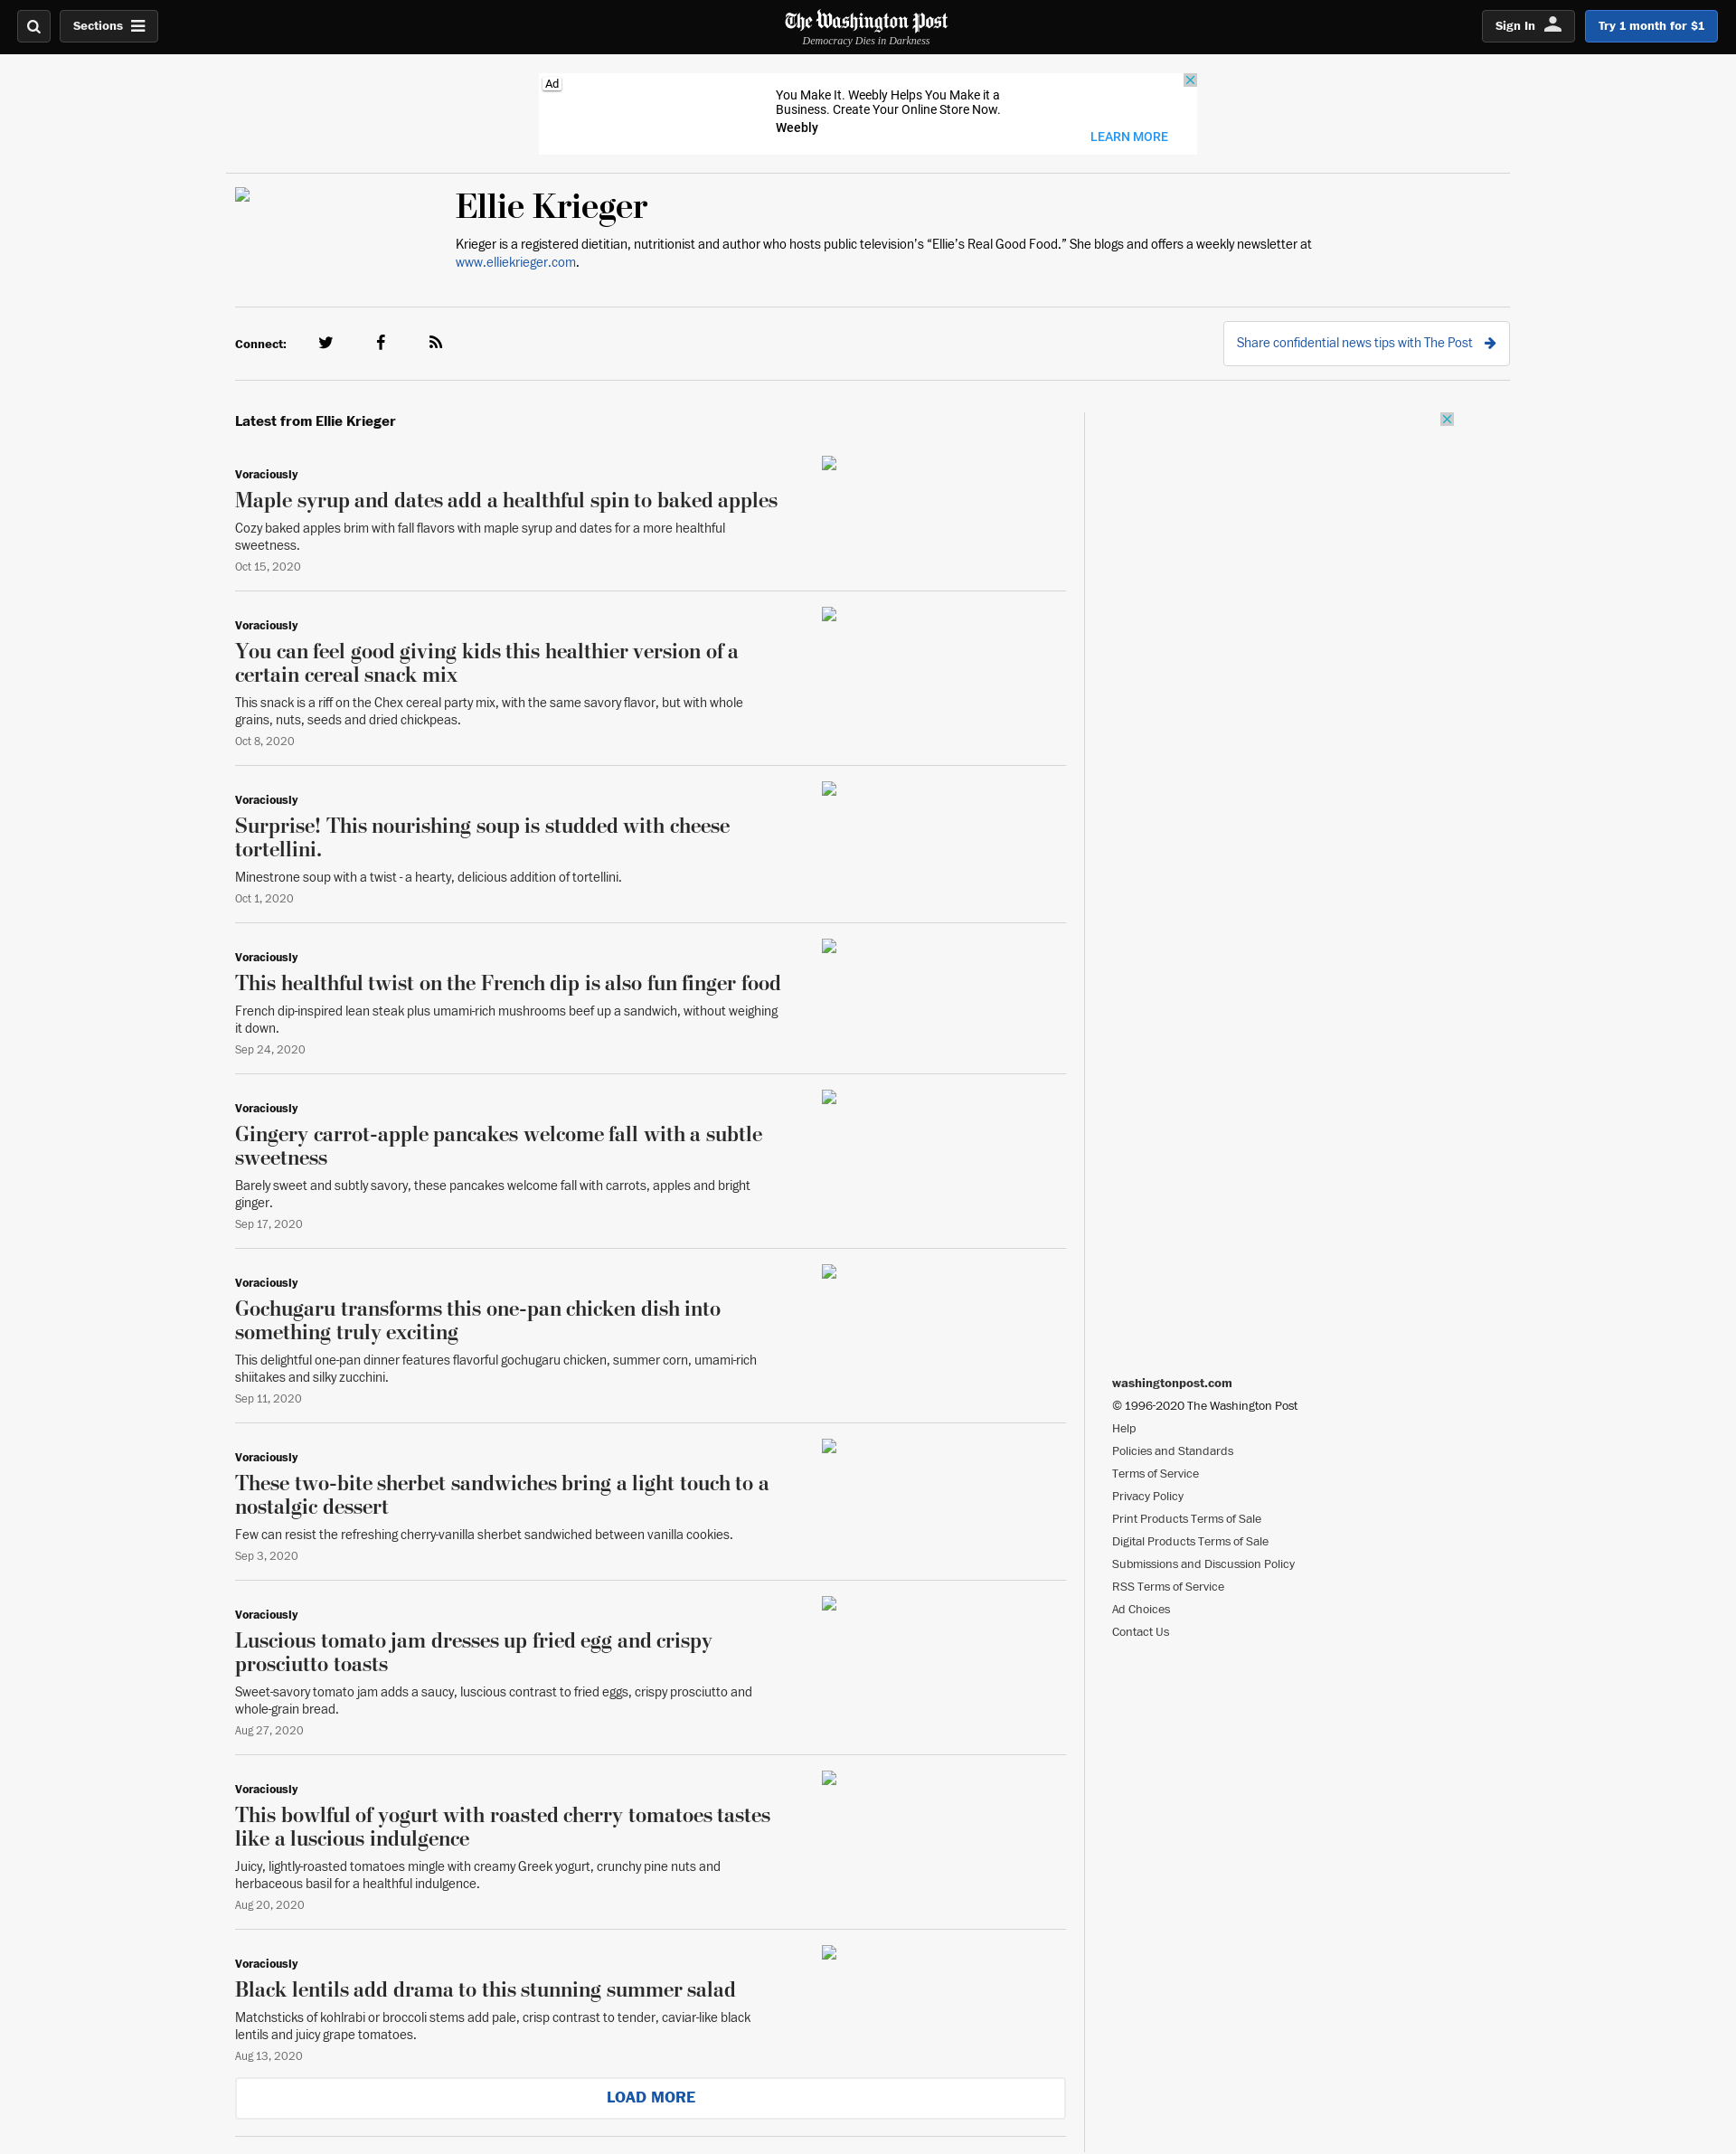 Sections
The Washington Post
Democracy Dies in Darkness
Sign In
Try 1 month for $1
Ad
You Make It. Weebly Helps You Make it a
Business. Create Your Online Store Now.
Weebly
LEARN MORE
Ellie Krieger
Krieger is a registered dietitian, nutritionist and author who hosts public television's “Ellie's Real Good Food.” She blogs and offers a weekly newsletter at
www.elliekrieger.com.
Connect:
Share confidential news tips with The Post
Latest from Ellie Krieger
Voraciously
Maple syrup and dates add a healthful spin to baked apples
Cozy baked apples brim with fall flavors with maple syrup and dates for a more healthful
sweetness.
Oct 15, 2020
Voraciously
You can feel good giving kids this healthier version of a
certain cereal snack mix
This snack is a riff on the Chex cereal party mix, with the same savory flavor, but with whole
grains, nuts, seeds and dried chickpeas.
Oct 8, 2020
Voraciously
Surprise! This nourishing soup is studded with cheese
tortellini.
Minestrone soup with a twist - a hearty, delicious addition of tortellini.
Oct 1, 2020
Voraciously
This healthful twist on the French dip is also fun finger food
French dip-inspired lean steak plus umami-rich mushrooms beef up a sandwich, without weighing
it down.
Sep 24, 2020
Voraciously
Gingery carrot-apple pancakes welcome fall with a subtle
sweetness
Barely sweet and subtly savory, these pancakes welcome fall with carrots, apples and bright
ginger.
Sep 17, 2020
Voraciously
Gochugaru transforms this one-pan chicken dish into
something truly exciting
This delightful one-pan dinner features flavorful gochugaru chicken, summer corn, umami-rich
shiitakes and silky zucchini.
Sep 11, 2020
Voraciously
These two-bite sherbet sandwiches bring a light touch to a
nostalgic dessert
Few can resist the refreshing cherry-vanilla sherbet sandwiched between vanilla cookies.
Sep 3, 2020
Voraciously
Luscious tomato jam dresses up fried egg and crispy
prosciutto toasts
Sweet-savory tomato jam adds a saucy, luscious contrast to fried eggs, crispy prosciutto and
whole-grain bread.
Aug 27, 2020
Voraciously
This bowlful of yogurt with roasted cherry tomatoes tastes
like a luscious indulgence
Juicy, lightly-roasted tomatoes mingle with creamy Greek yogurt, crunchy pine nuts and
herbaceous basil for a healthful indulgence.
Aug 20, 2020
Voraciously
Black lentils add drama to this stunning summer salad
Matchsticks of kohlrabi or broccoli stems add pale, crisp contrast to tender, caviar-like black
lentils and juicy grape tomatoes.
Aug 13, 2020
LOAD MORE
washingtonpost.com
© 1996-2020 The Washington Post
Help
Policies and Standards
Terms of Service
Privacy Policy
Print Products Terms of Sale
Digital Products Terms of Sale
Submissions and Discussion Policy
RSS Terms of Service
Ad Choices
Contact Us